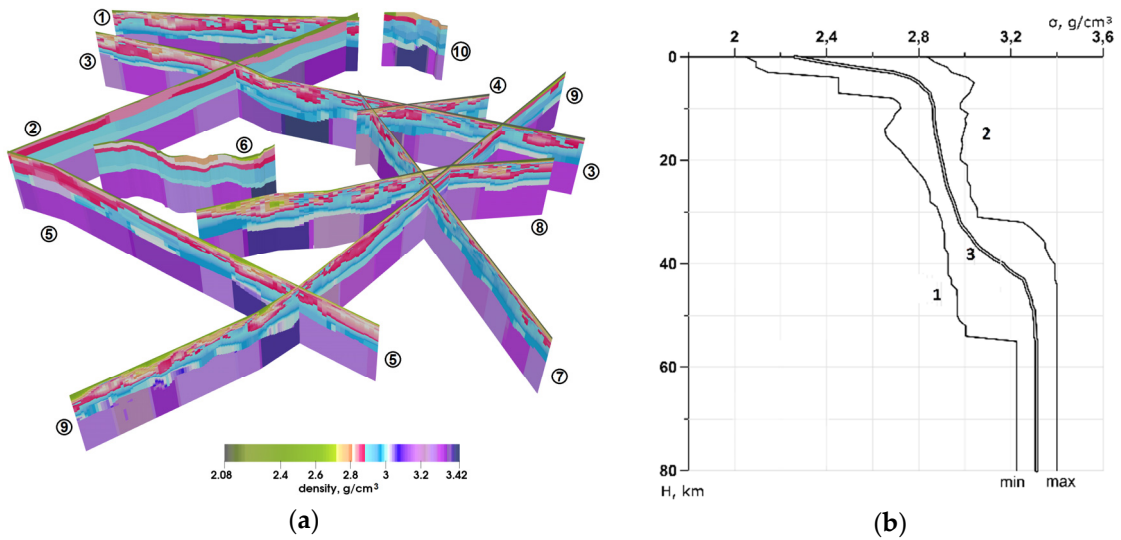 ①
③
②
⑥
⑤
⑩
④
⑨
③
⑧
⑤
⑦
⑨
2.08 2.4 2.6 2.8 3 3.2 3.42
density, g/cm³
(a)
σ, g/cm³
2 2,4 2,8 3,2 3,6
0
20
40
60
80
H, km
1
2
3
min max
(b)